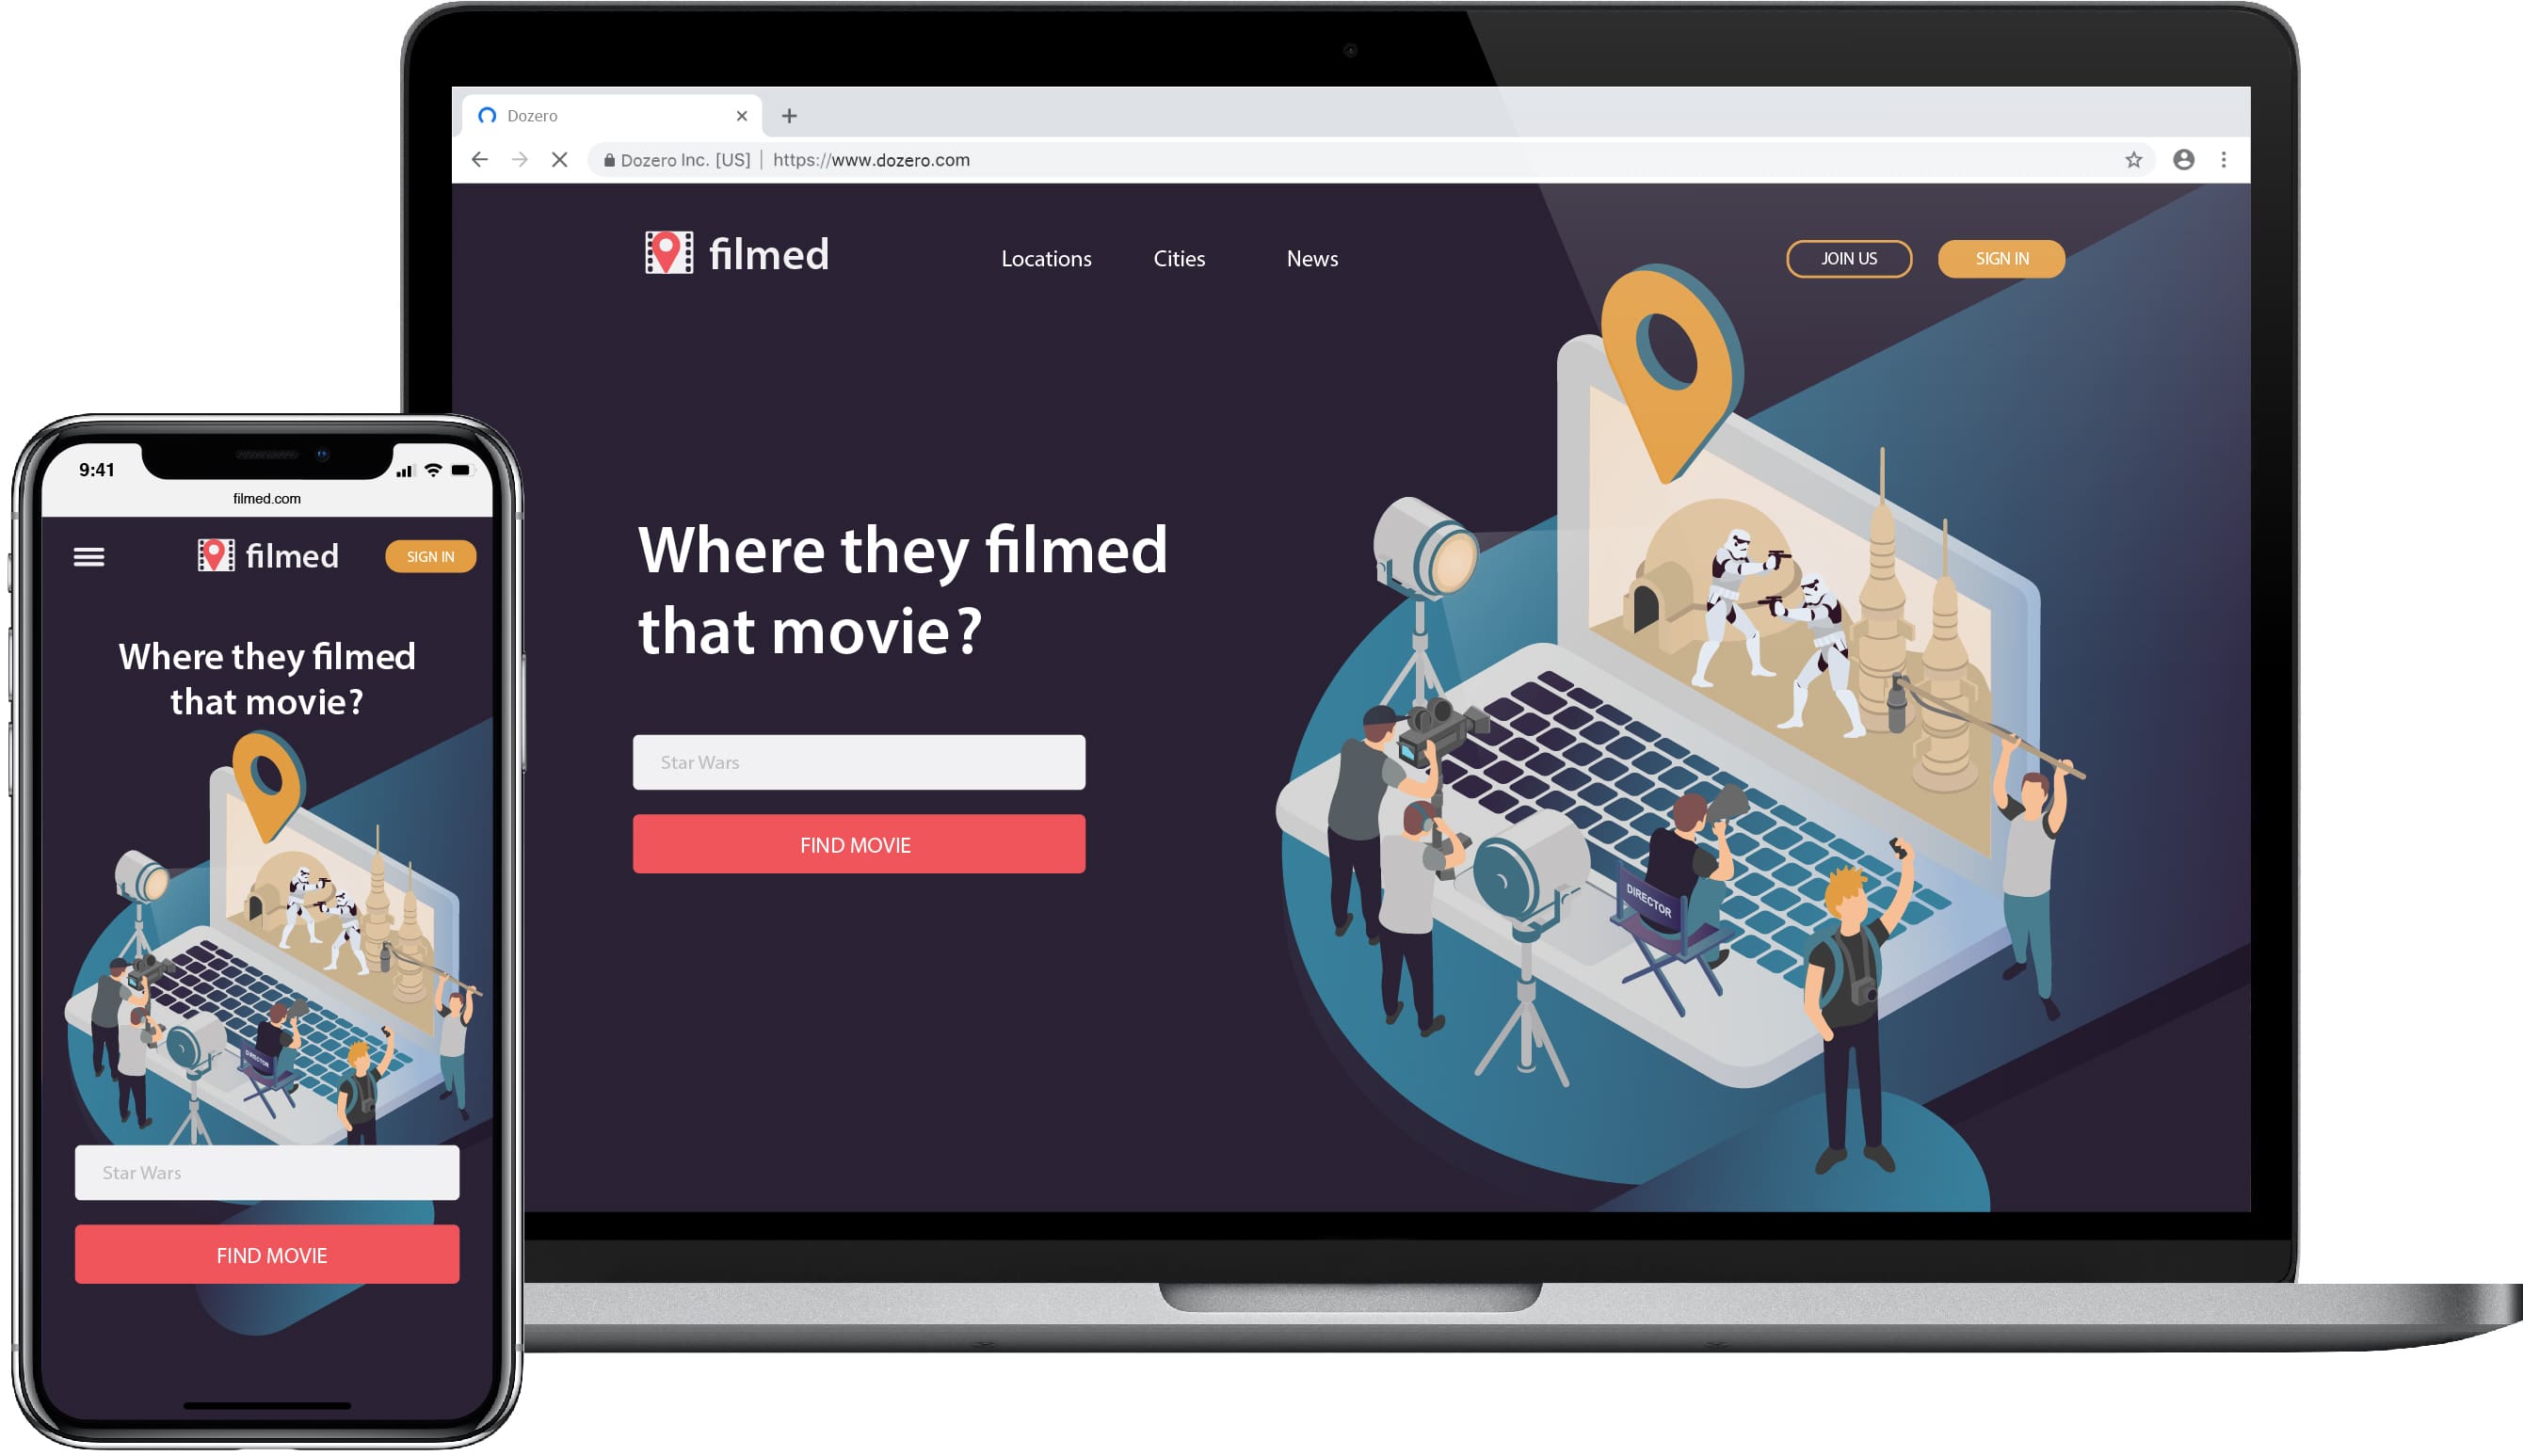 Dozero
Dozero Inc. [US] | https://www.dozero.com
filmed
Locations
Cities
News
JOIN US
SIGN IN
Where they filmed
that movie?
Star Wars
FIND MOVIE
DIRECTOR
9:41
filmed.com
filmed
SIGN IN
Where they filmed
that movie?
DIRECTOR
Star Wars
FIND MOVIE